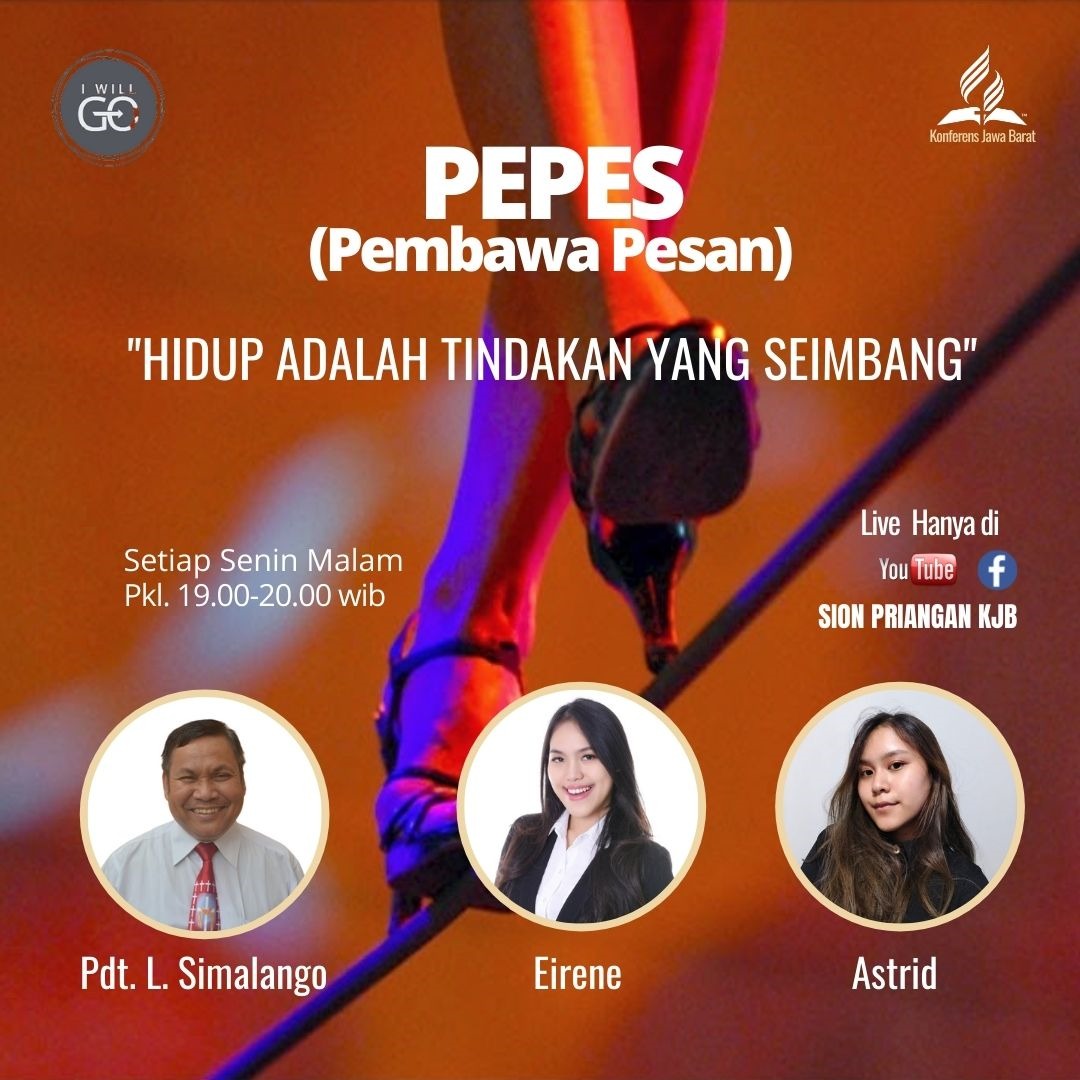 I WILL
GO
Konferens Jawa Barat
PEPES
(Pembawa Pesan)
"HIDUP ADALAH TINDAKAN YANG SEIMBANG"
Setiap Senin Malam
Pkl. 19.00-20.00 wib
Live Hanya di
YouTube f
SION PRIANGAN KJB
Pdt. L. Simalango
Eirene
Astrid